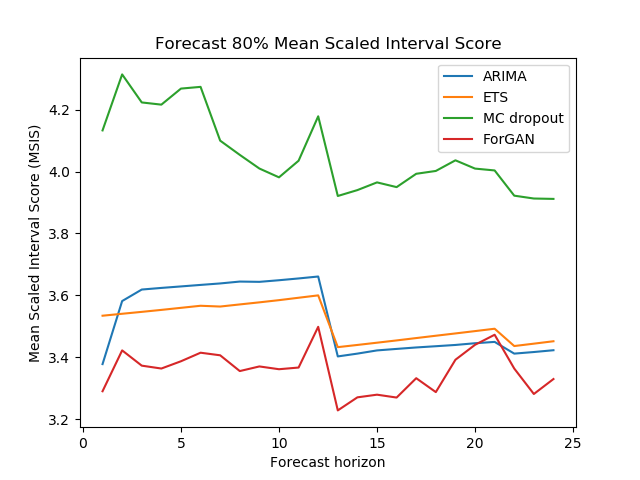 Forecast 80% Mean Scaled Interval Score
ARIMA
ETS
MC dropout
ForGAN
Mean Scaled Interval Score (MSIS)
4.2
4.0
3.8
3.6
3.4
3.2
0 5 10 15 20 25
Forecast horizon